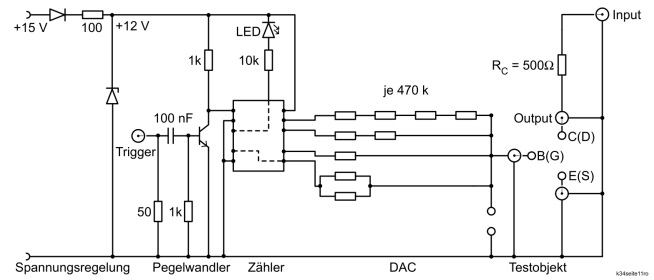 +15 V
100
+12 V
1k
LED
10k
100 nF
Trigger
50
1k
je 470 k
Input
R_C = 500Ω
Output
C(D)
B(G)
E(S)
Spannungsregelung
Pegelwandler
Zähler
DAC
Testobjekt
k34seite11ro